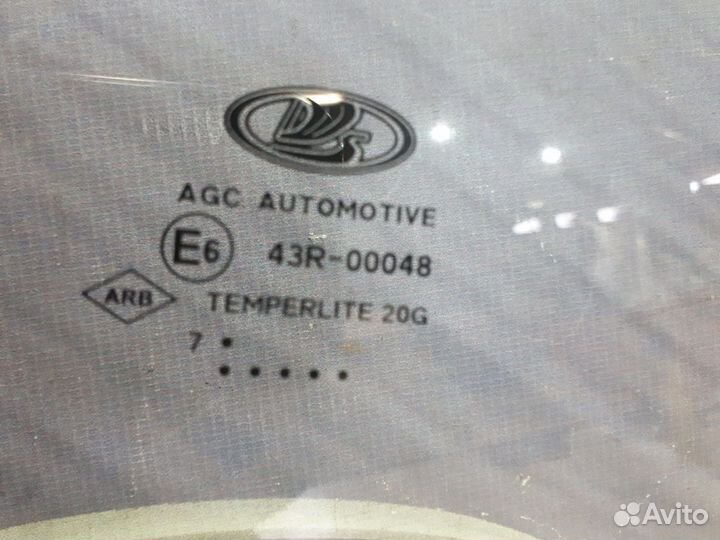 AGC AUTOMOTIVE
E6 43R-00048
ARB TEMPERLITE 20G
7 .
. . . . .
Avito